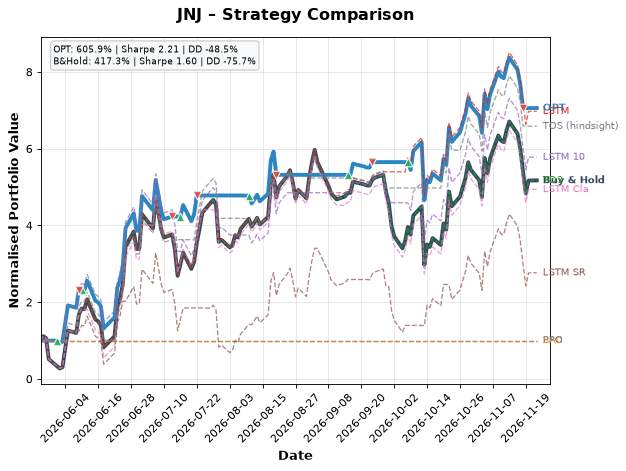 JNJ – Strategy Comparison
OPT: 605.9% | Sharpe 2.21 | DD -48.5%
B&Hold: 417.3% | Sharpe 1.60 | DD -75.7%
Normalised Portfolio Value
8
6
4
2
0
OPT
LSTM
TOS (hindsight)
LSTM 10
Buy & Hold
LSTM Cla
LSTM SR
2026-06-04
2026-06-16
2026-06-28
2026-07-10
2026-07-22
2026-08-03
2026-08-15
2026-08-27
2026-09-08
2026-09-20
2026-10-02
2026-10-14
2026-10-26
2026-11-07
2026-11-19
Date